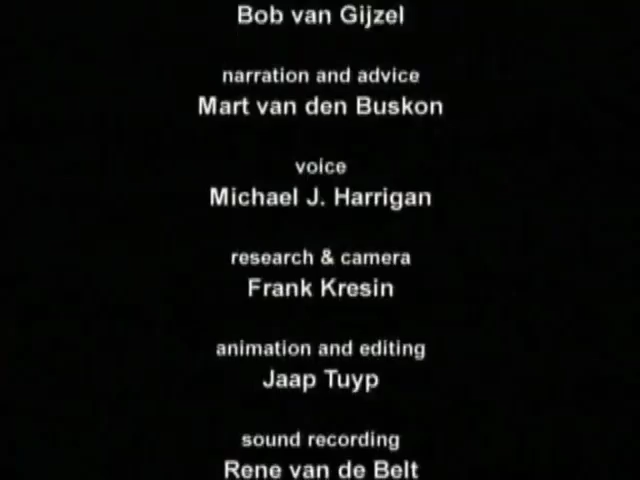 Bob van Gijzel
narration and advice
Mart van den Buskon
voice
Michael J. Harrigan
research & camera
Frank Kresin
animation and editing
Jaap Tuyp
sound recording
Rene van de Belt